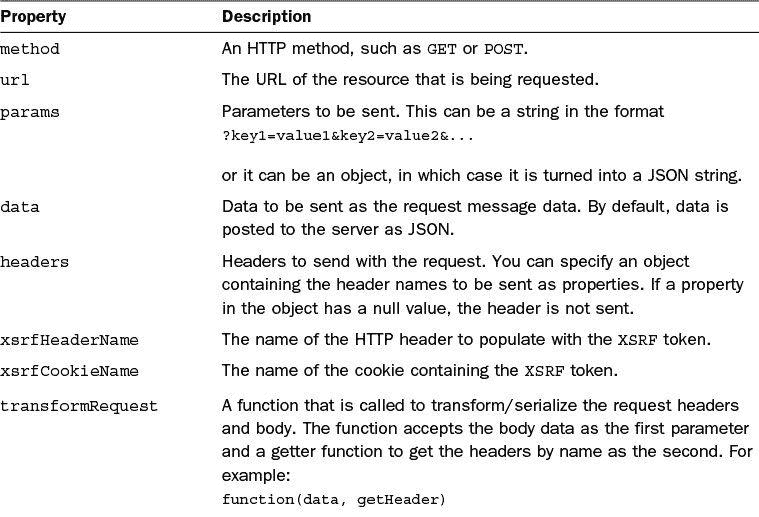 Property Description
method An HTTP method, such as GET or POST.
url The URL of the resource that is being requested.
params Parameters to be sent. This can be a string in the format
?key1=value1&key2=value2&...
or it can be an object, in which case it is turned into a JSON string.
data Data to be sent as the request message data. By default, data is
posted to the server as JSON.
headers Headers to send with the request. You can specify an object
containing the header names to be sent as properties. If a property
in the object has a null value, the header is not sent.
xsrfHeaderName The name of the HTTP header to populate with the XSRF token.
xsrfCookieName The name of the cookie containing the XSRF token.
transformRequest A function that is called to transform/serialize the request headers
and body. The function accepts the body data as the first parameter
and a getter function to get the headers by name as the second. For
example:
function(data, getHeader)